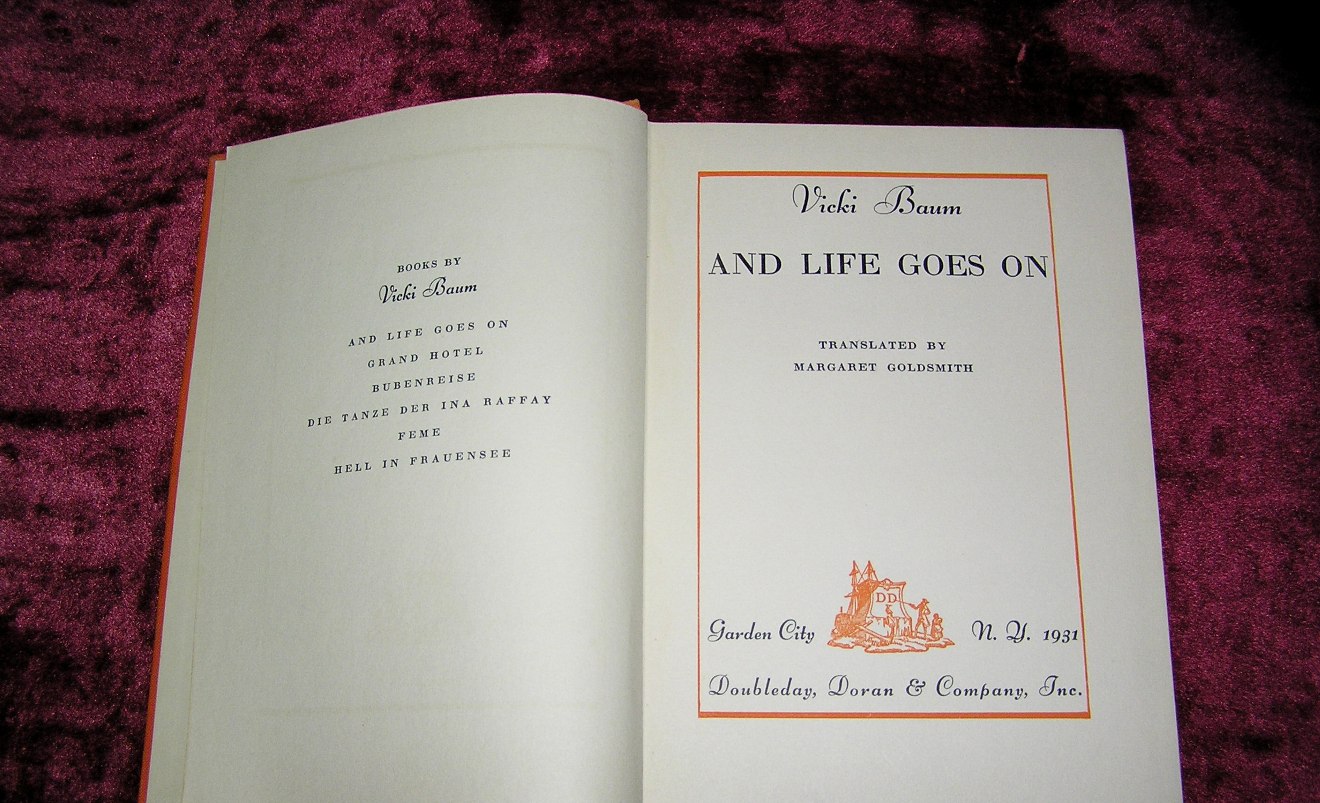 BOOKS BY
Vicki Baum
AND LIFE GOES ON
GRAND HOTEL
BUBENREISE
DIE TANZE DER INA RAFFAY
FEME
HELL IN FRAUENSEE
Vicki Baum
AND LIFE GOES ON
TRANSLATED BY
MARGARET GOLDSMITH
DD
Garden City N. Y. 1931
Doubleday, Doran & Company, Inc.